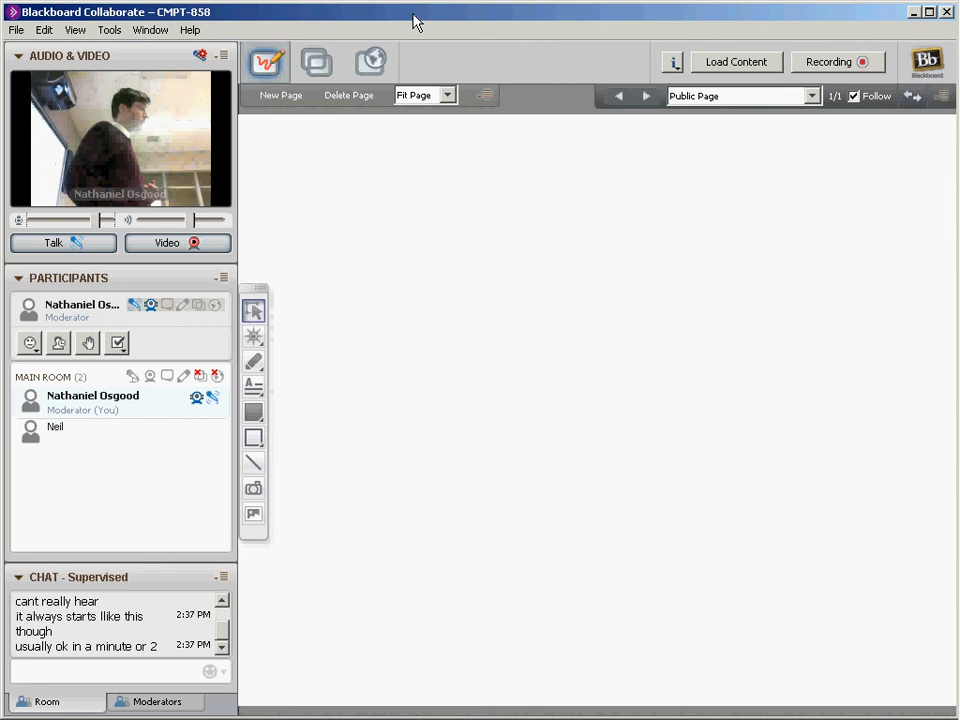 Blackboard Collaborate – CMPT-858
File Edit View Tools Window Help
AUDIO & VIDEO
Load Content
Recording
Bb
Blackboard
New Page
Delete Page
Fit Page
Public Page
1/1
Follow
Nathaniel Osgood
Talk
Video
PARTICIPANTS
Nathaniel Os...
Moderator
MAIN ROOM (2)
Nathaniel Osgood
Moderator (You)
Neil
CHAT - Supervised
cant really hear
it always starts llike this 2:37 PM
though
usually ok in a minute or 2 2:37 PM
Room
Moderators